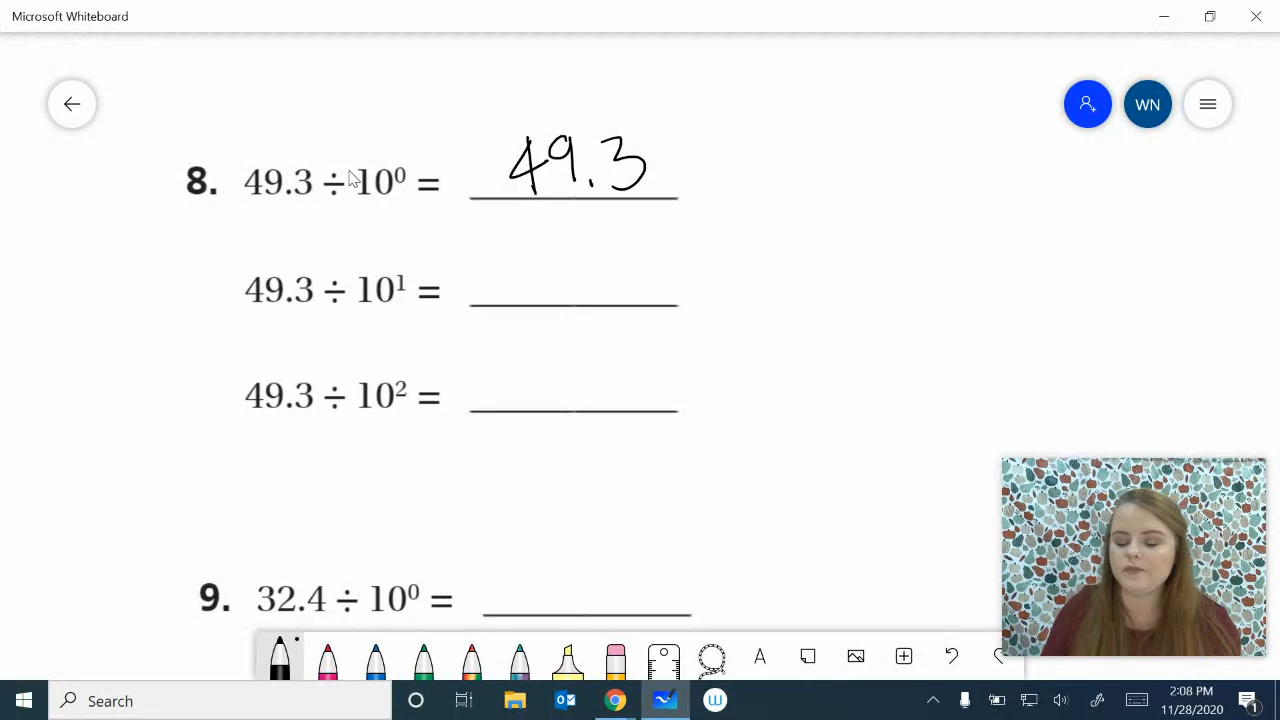 Microsoft Whiteboard
WN
8. 49.3 ÷ 10⁰ = 49.3
49.3 ÷ 10¹ =
49.3 ÷ 10² =
9. 32.4 ÷ 10⁰ =
A
Search
W
2:08 PM
11/28/2020
1